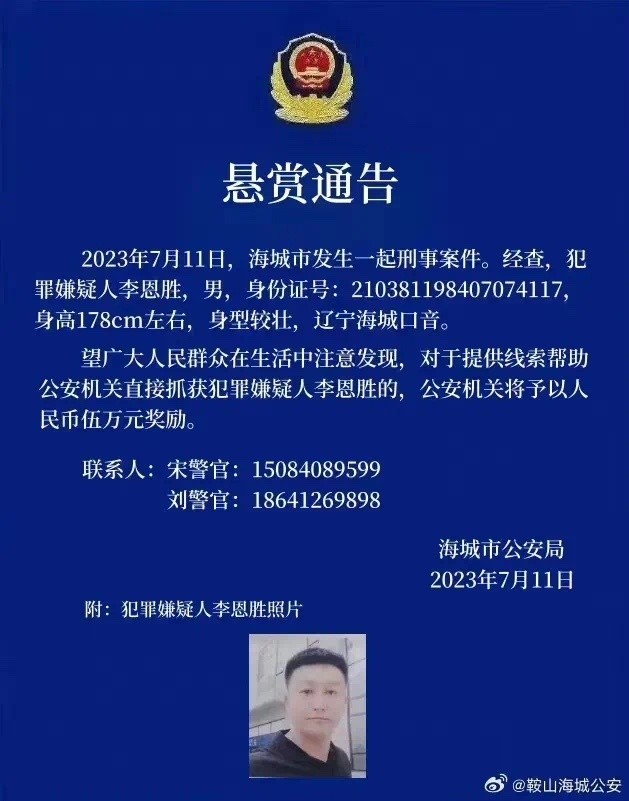 悬赏通告
2023年7月11日，海城市发生一起刑事案件。经查，犯
罪嫌疑人李恩胜，男，身份证号：210381198407074117，
身高178cm左右，身型较壮，辽宁海城口音。
望广大人民群众在生活中注意发现，对于提供线索帮助
公安机关直接抓获犯罪嫌疑人李恩胜的，公安机关将予以人
民币伍万元奖励。
联系人：宋警官：15084089599
刘警官：18641269898
海城市公安局
2023年7月11日
附：犯罪嫌疑人李恩胜照片
@鞍山海城公安